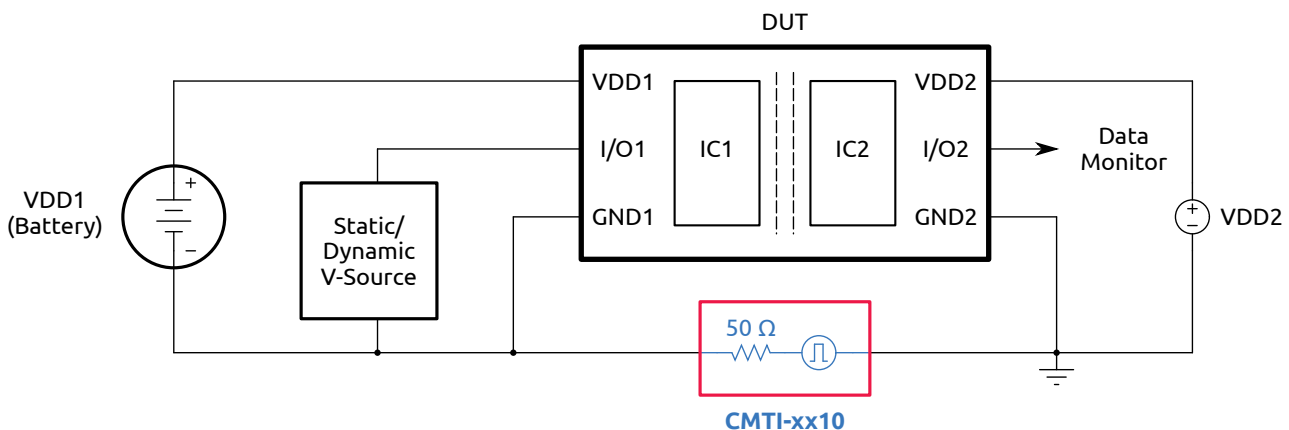 DUT
VDD1
VDD2
I/O1
IC1
IC2
I/O2
Data
Monitor
GND1
GND2
VDD1
(Battery)
+
−
Static/
Dynamic
V-Source
+
−
VDD2
50 Ω
CMTI-xx10